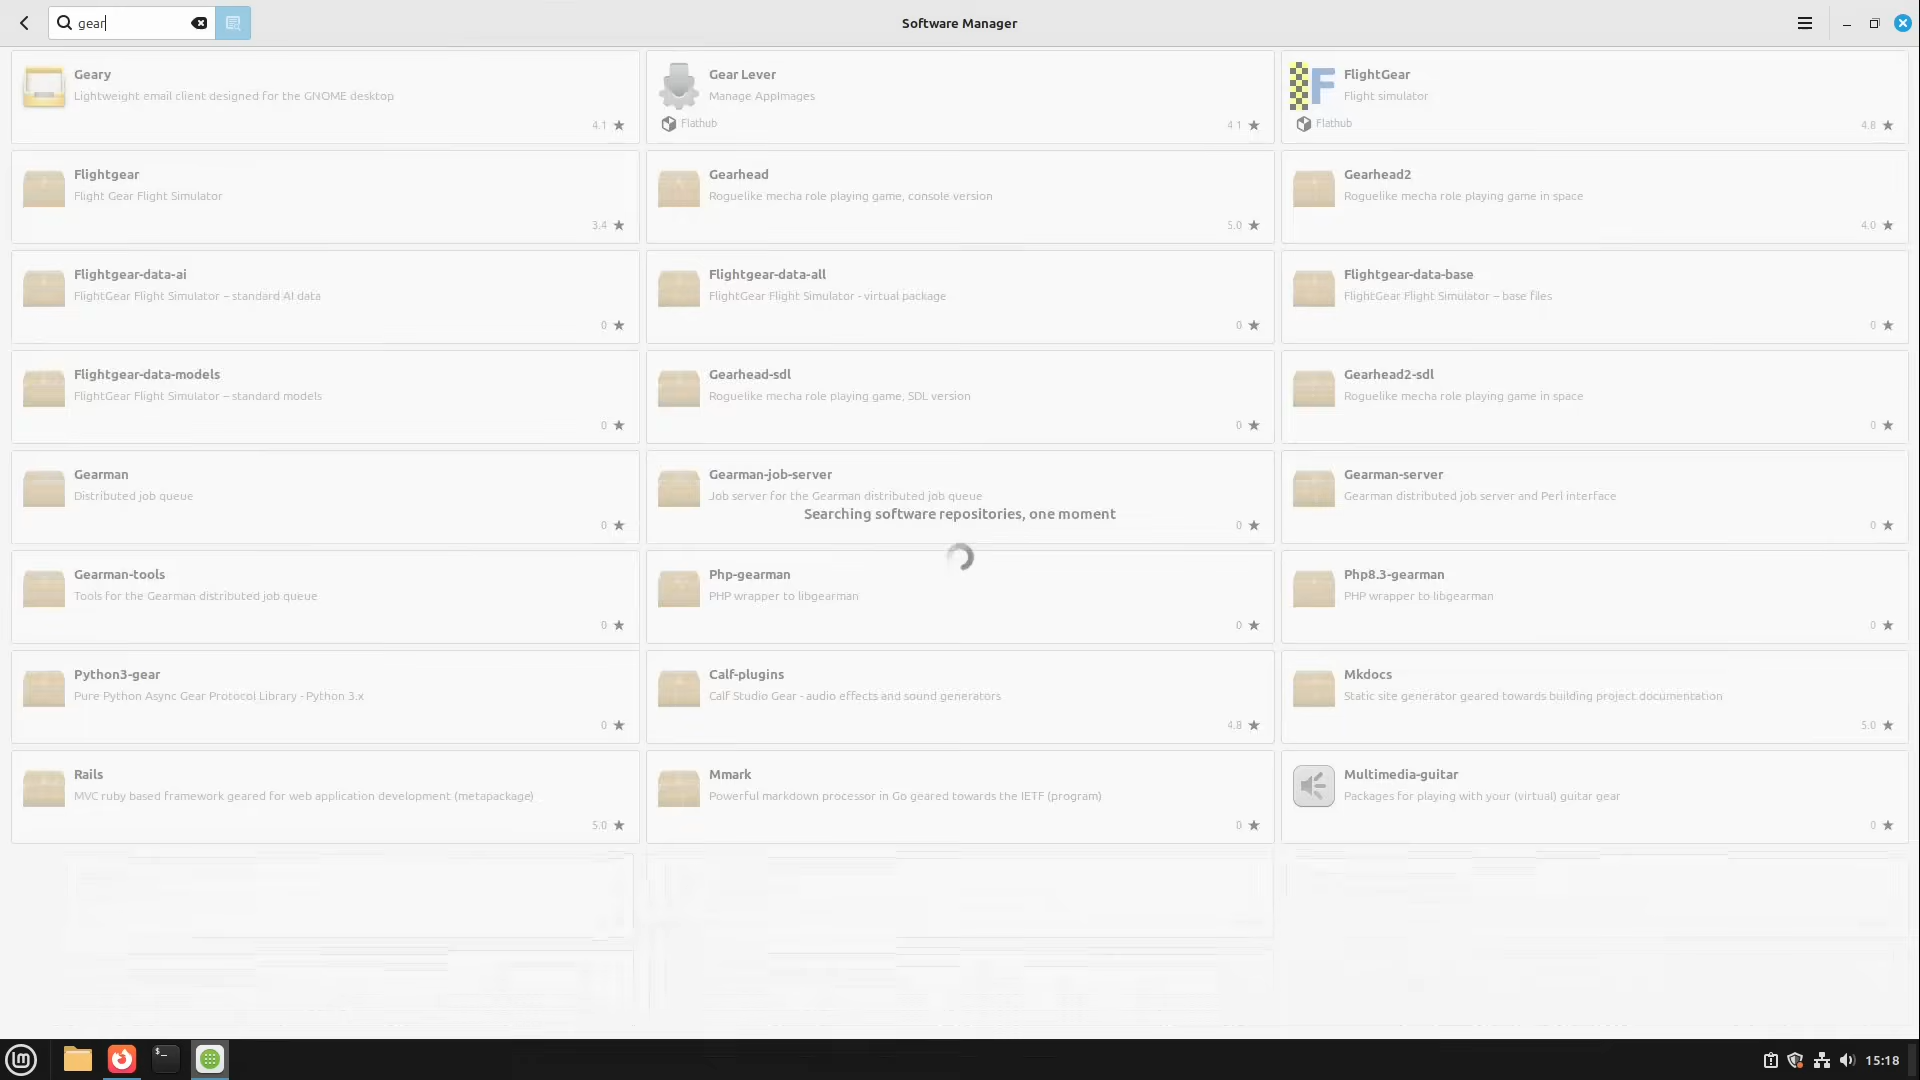 gear
Software Manager
Geary
Lightweight email client designed for the GNOME desktop
4.1
Gear Lever
Manage AppImages
Flathub
4.1
FlightGear
Flight simulator
Flathub
4.8
Flightgear
Flight Gear Flight Simulator
3.4
Gearhead
Roguelike mecha role playing game, console version
5.0
Gearhead2
Roguelike mecha role playing game in space
4.0
Flightgear-data-ai
FlightGear Flight Simulator – standard AI data
0
Flightgear-data-all
FlightGear Flight Simulator - virtual package
0
Flightgear-data-base
FlightGear Flight Simulator – base files
0
Flightgear-data-models
FlightGear Flight Simulator – standard models
0
Gearhead-sdl
Roguelike mecha role playing game, SDL version
0
Gearhead2-sdl
Roguelike mecha role playing game in space
0
Gearman
Distributed job queue
0
Gearman-job-server
Job server for the Gearman distributed job queue
0
Gearman-server
Gearman distributed job server and Perl interface
0
Searching software repositories, one moment
Gearman-tools
Tools for the Gearman distributed job queue
0
Php-gearman
PHP wrapper to libgearman
0
Php8.3-gearman
PHP wrapper to libgearman
0
Python3-gear
Pure Python Async Gear Protocol Library - Python 3.x
0
Calf-plugins
Calf Studio Gear - audio effects and sound generators
4.8
Mkdocs
Static site generator geared towards building project documentation
5.0
Rails
MVC ruby based framework geared for web application development (metapackage)
5.0
Mmark
Powerful markdown processor in Go geared towards the IETF (program)
0
Multimedia-guitar
Packages for playing with your (virtual) guitar gear
0
15:18